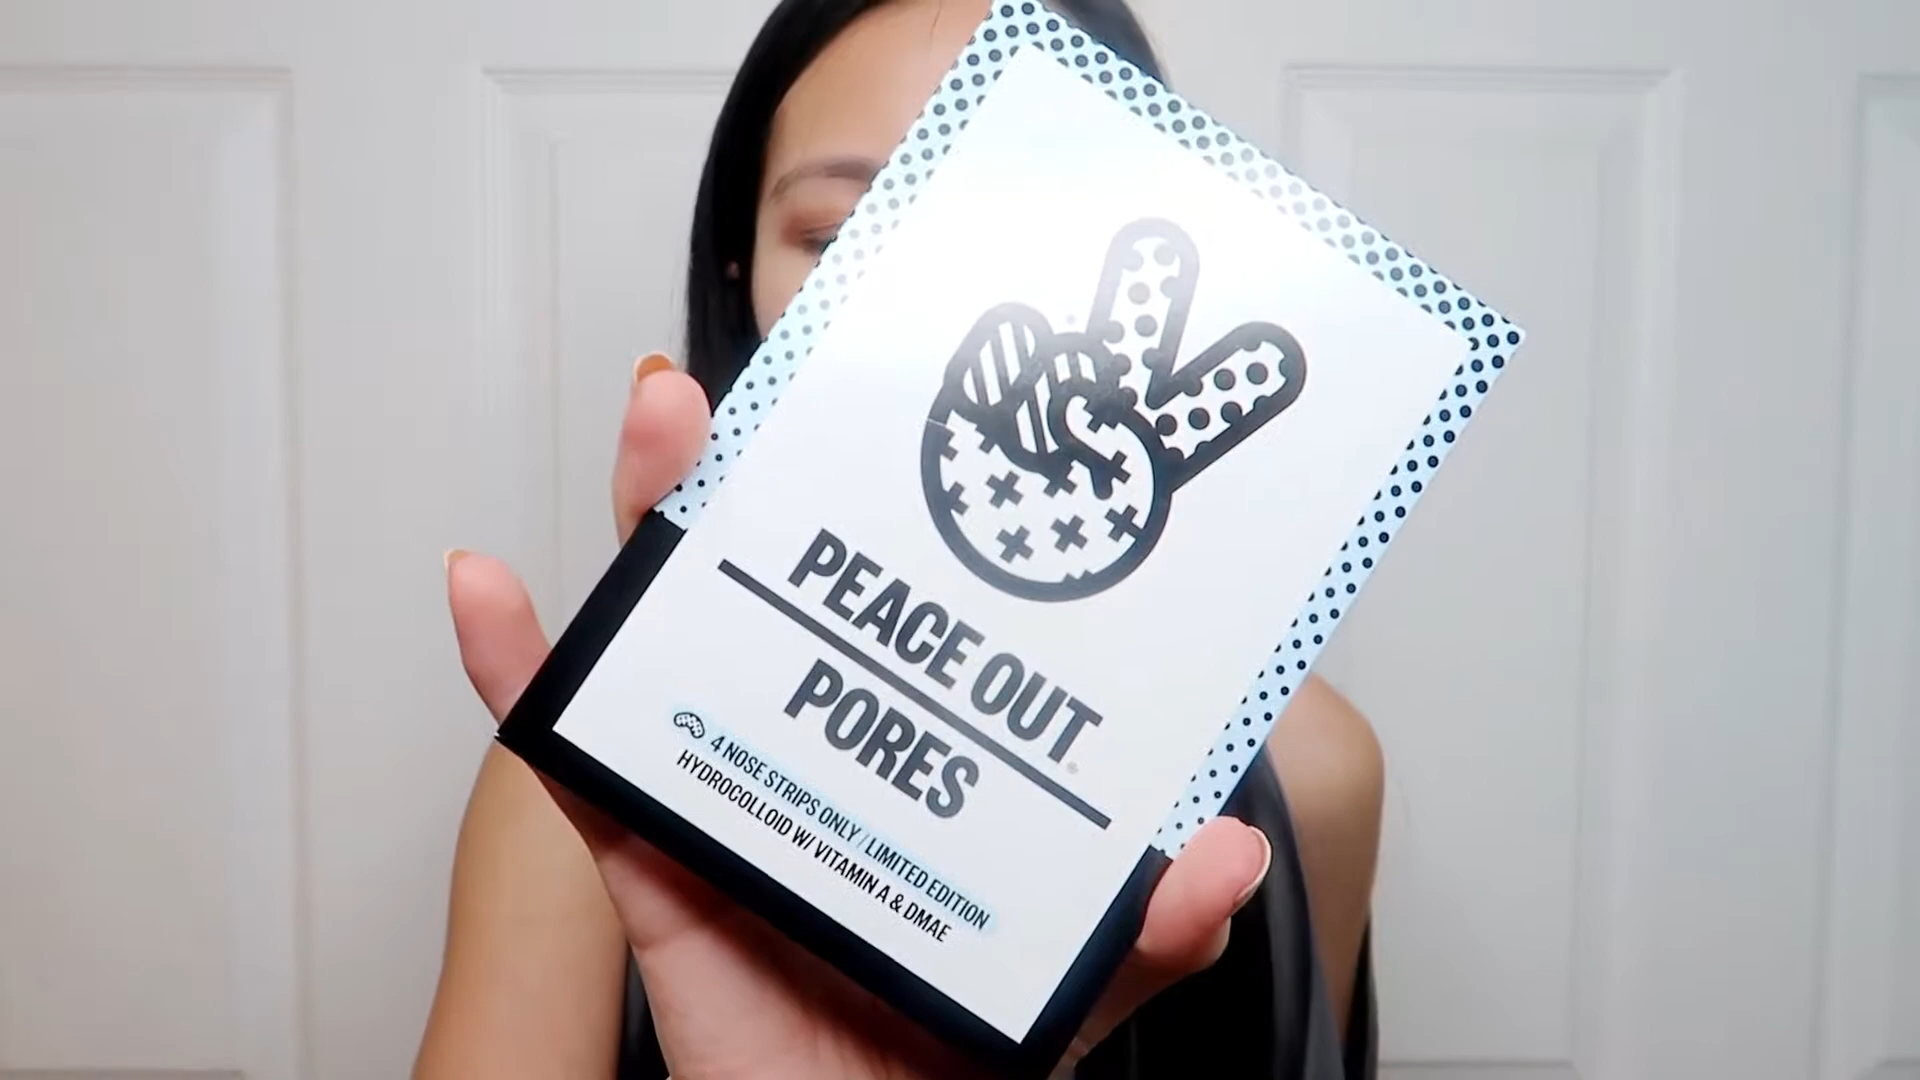 PEACE OUT®
PORES
4 NOSE STRIPS ONLY / LIMITED EDITION
HYDROCOLLOID W/ VITAMIN A & DMAE